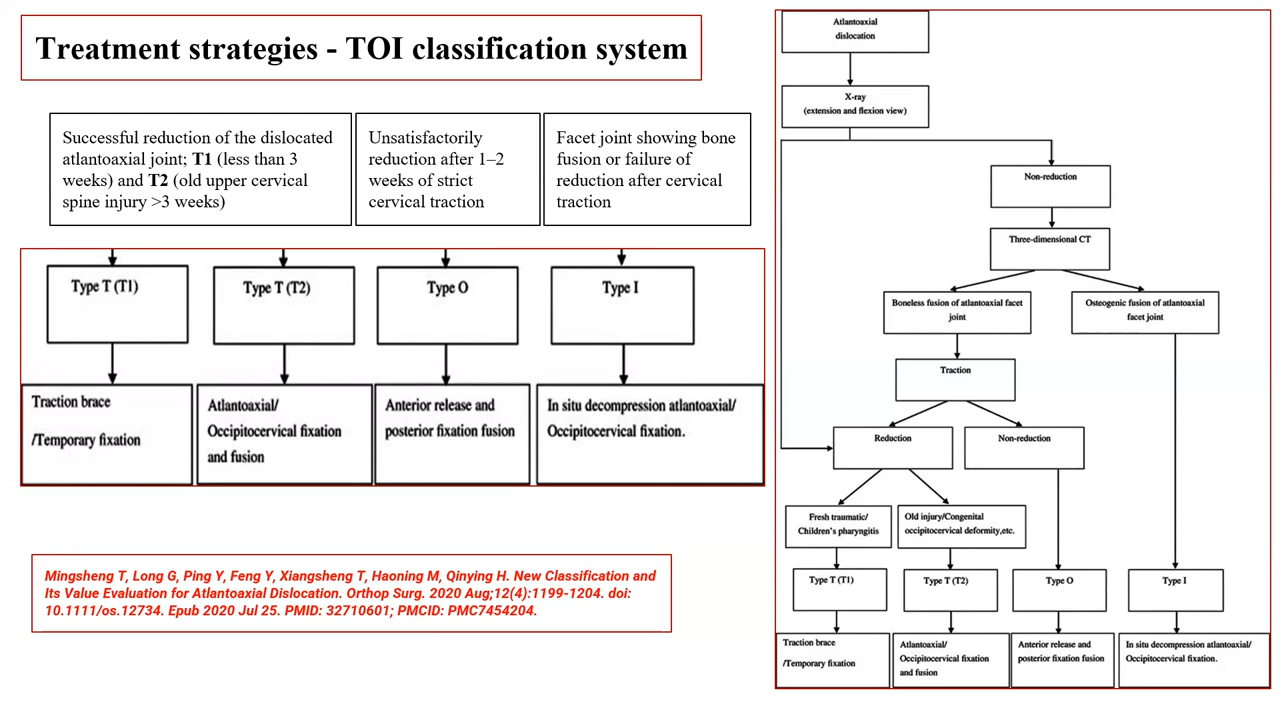 Treatment strategies - TOI classification system
Successful reduction of the dislocated
atlantoaxial joint; T1 (less than 3
weeks) and T2 (old upper cervical
spine injury >3 weeks)
Unsatisfactorily
reduction after 1–2
weeks of strict
cervical traction
Facet joint showing bone
fusion or failure of
reduction after cervical
traction
Type T (T1)
Type T (T2)
Type O
Type I
Traction brace
/Temporary fixation
Atlantoaxial/
Occipitocervical fixation
and fusion
Anterior release and
posterior fixation fusion
In situ decompression atlantoaxial/
Occipitocervical fixation.
Mingsheng T, Long G, Ping Y, Feng Y, Xiangsheng T, Haoning M, Qinying H. New Classification and
Its Value Evaluation for Atlantoaxial Dislocation. Orthop Surg. 2020 Aug;12(4):1199-1204. doi:
10.1111/os.12734. Epub 2020 Jul 25. PMID: 32710601; PMCID: PMC7454204.
Atlantoaxial
dislocation
X-ray
(extension and flexion view)
Non-reduction
Three-dimensional CT
Boneless fusion of atlantoaxial facet
joint
Osteogenic fusion of atlantoaxial
facet joint
Traction
Reduction
Non-reduction
Fresh traumatic/
Children's pharyngitis
Old injury/Congenital
occipitocervical deformity,etc.
Type T (T1)
Type T (T2)
Type O
Type I
Traction brace
/Temporary fixation
Atlantoaxial/
Occipitocervical fixation
and fusion
Anterior release and
posterior fixation fusion
In situ decompression atlantoaxial/
Occipitocervical fixation.